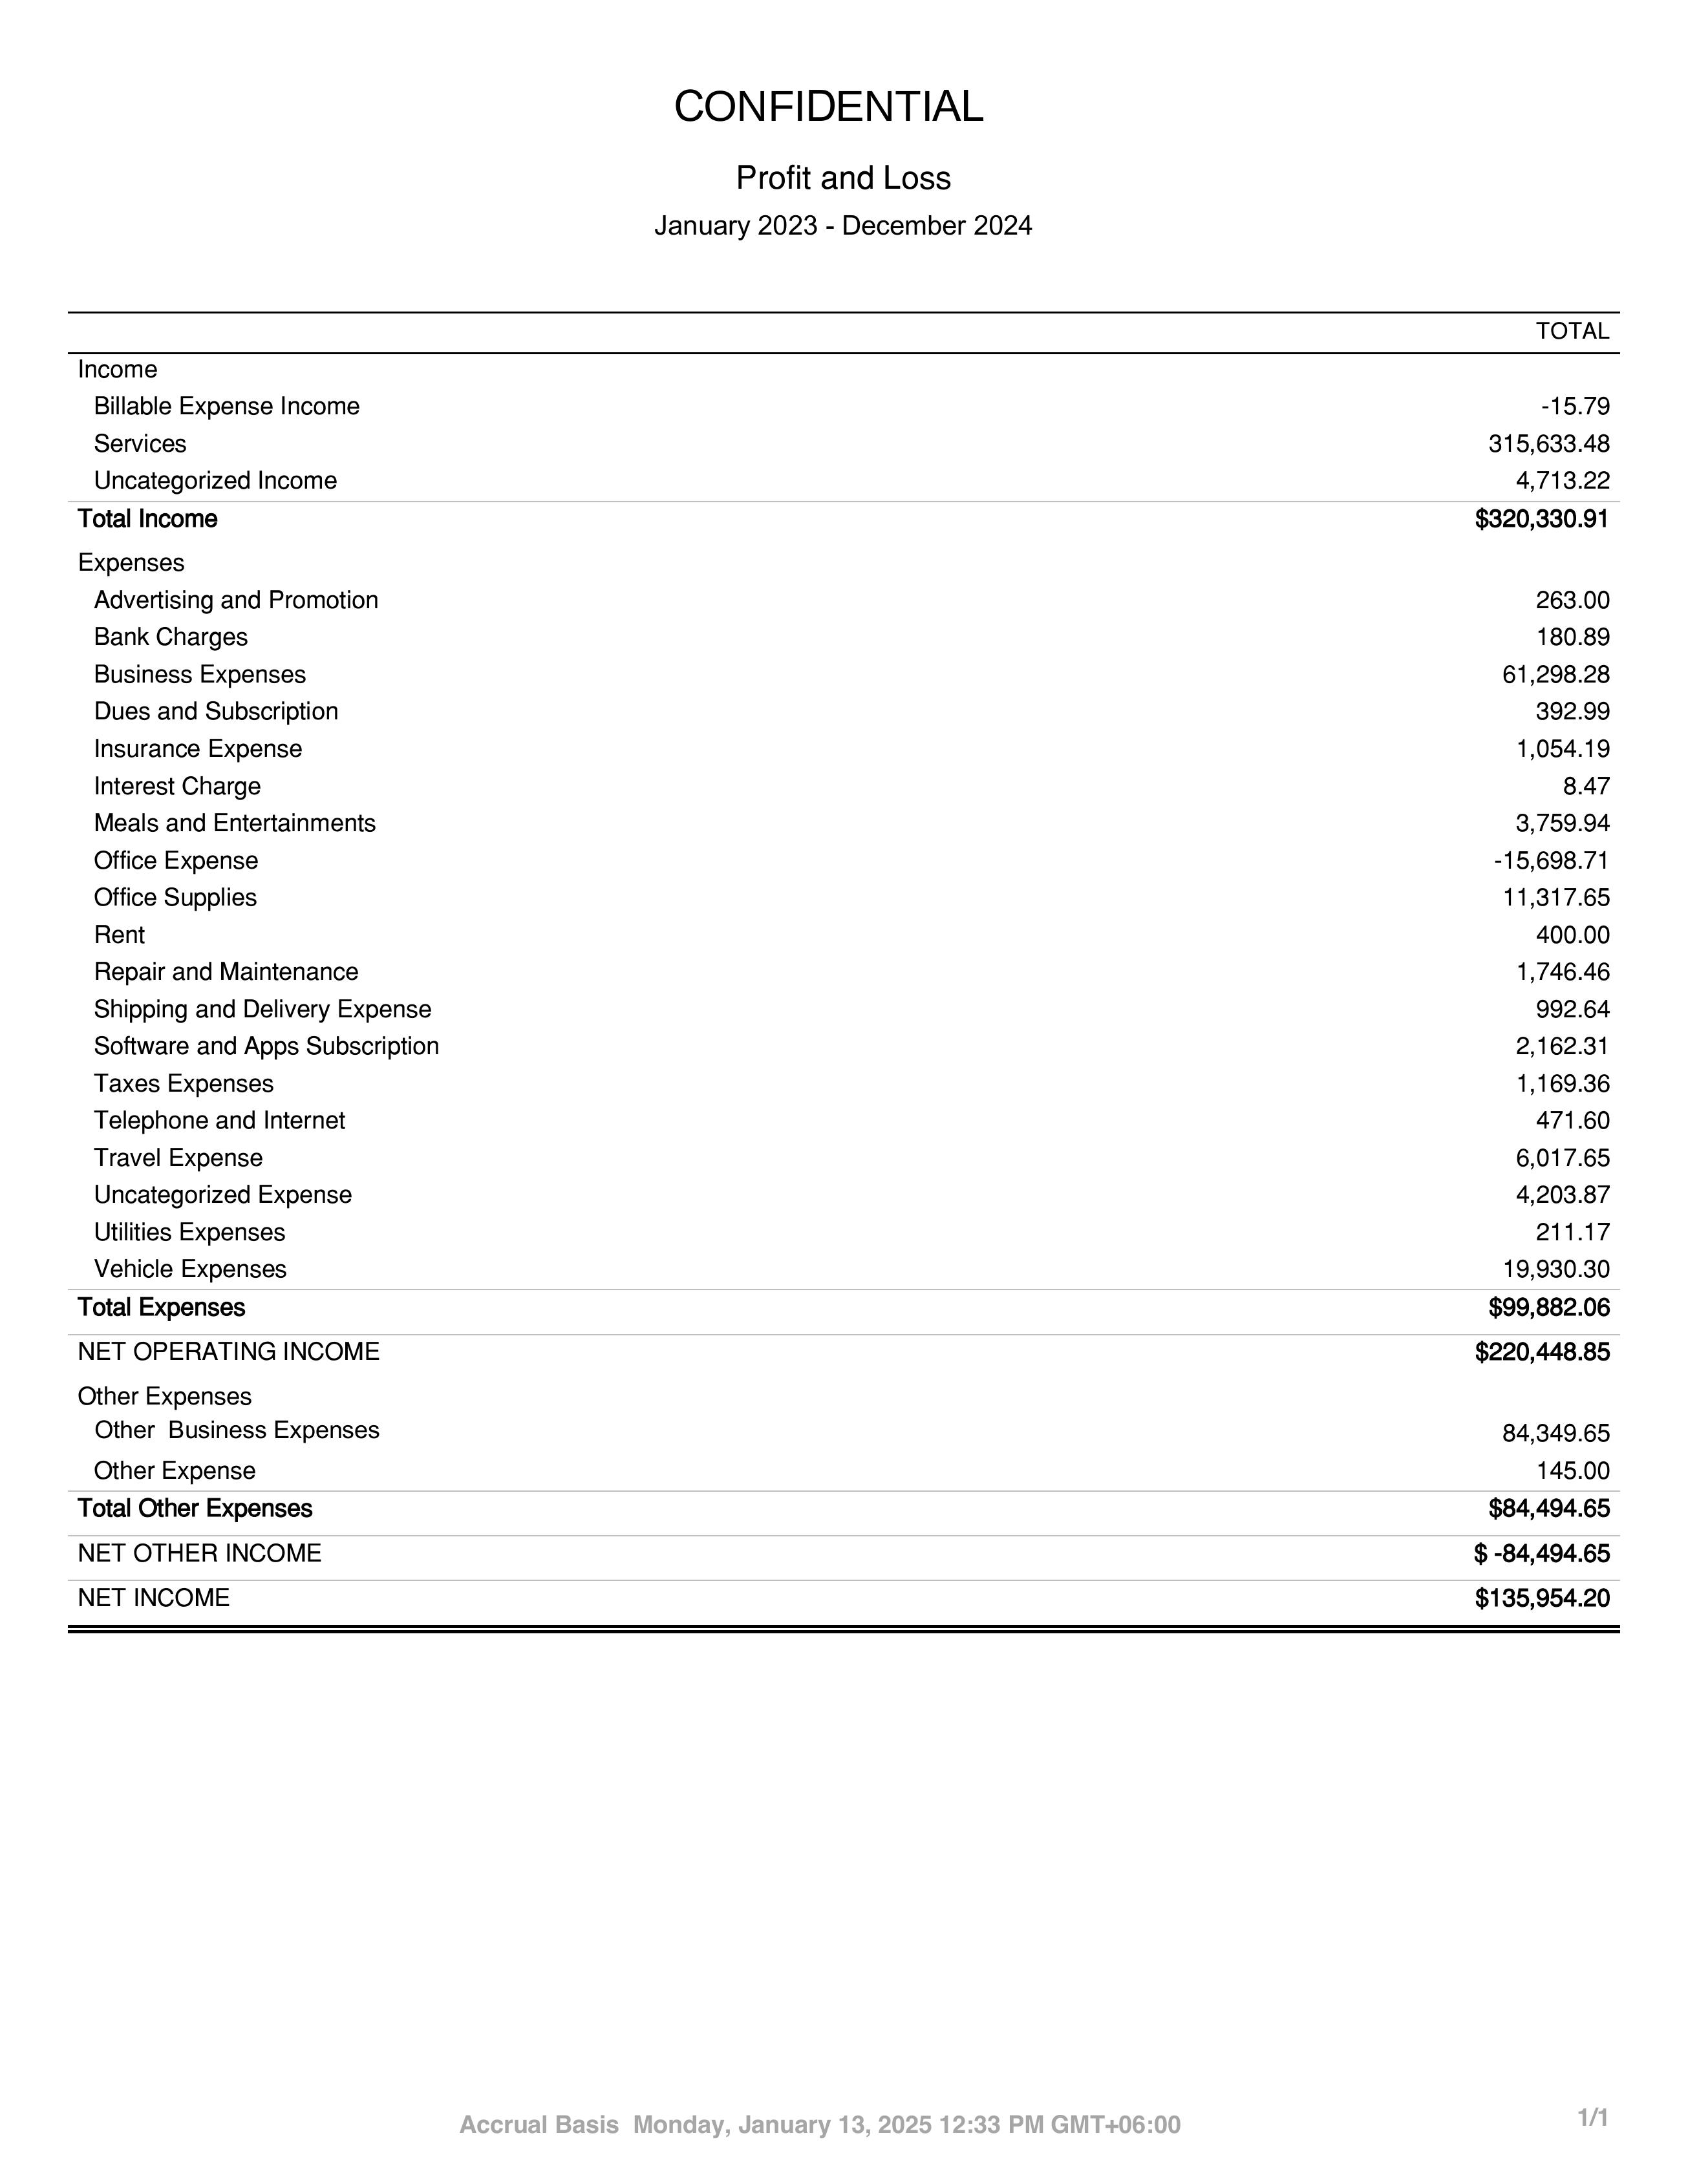 CONFIDENTIAL
Profit and Loss
January 2023 - December 2024
TOTAL
Income
Billable Expense Income -15.79
Services 315,633.48
Uncategorized Income 4,713.22
Total Income $320,330.91
Expenses
Advertising and Promotion 263.00
Bank Charges 180.89
Business Expenses 61,298.28
Dues and Subscription 392.99
Insurance Expense 1,054.19
Interest Charge 8.47
Meals and Entertainments 3,759.94
Office Expense -15,698.71
Office Supplies 11,317.65
Rent 400.00
Repair and Maintenance 1,746.46
Shipping and Delivery Expense 992.64
Software and Apps Subscription 2,162.31
Taxes Expenses 1,169.36
Telephone and Internet 471.60
Travel Expense 6,017.65
Uncategorized Expense 4,203.87
Utilities Expenses 211.17
Vehicle Expenses 19,930.30
Total Expenses $99,882.06
NET OPERATING INCOME $220,448.85
Other Expenses
Other Business Expenses 84,349.65
Other Expense 145.00
Total Other Expenses $84,494.65
NET OTHER INCOME $ -84,494.65
NET INCOME $135,954.20
Accrual Basis Monday, January 13, 2025 12:33 PM GMT+06:00 1/1